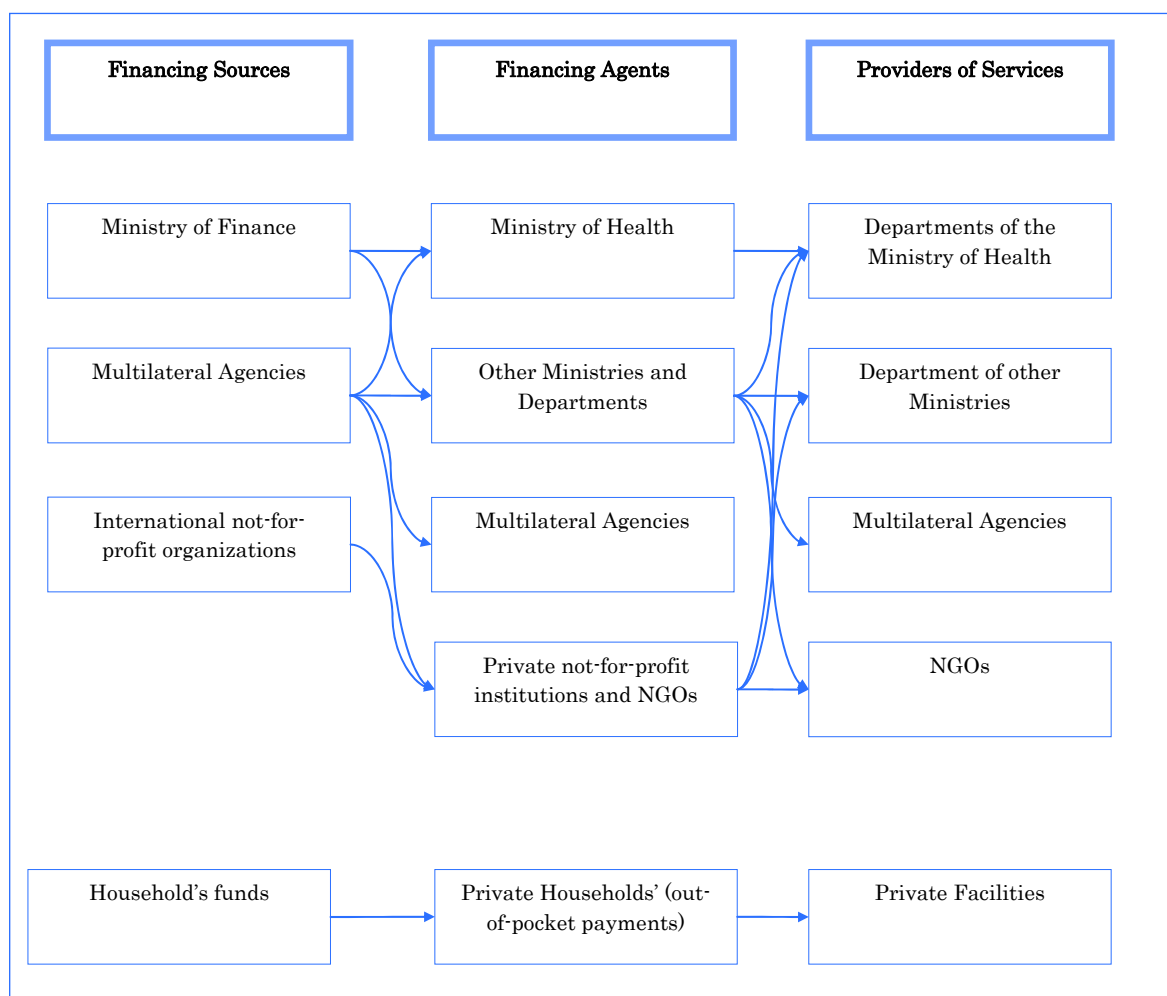 Financing Sources
Financing Agents
Providers of Services
Ministry of Finance
Ministry of Health
Departments of the
Ministry of Health
Multilateral Agencies
Other Ministries and
Departments
Department of other
Ministries
International not-for-
profit organizations
Multilateral Agencies
Multilateral Agencies
Private not-for-profit
institutions and NGOs
NGOs
Household’s funds
Private Households’ (out-
of-pocket payments)
Private Facilities